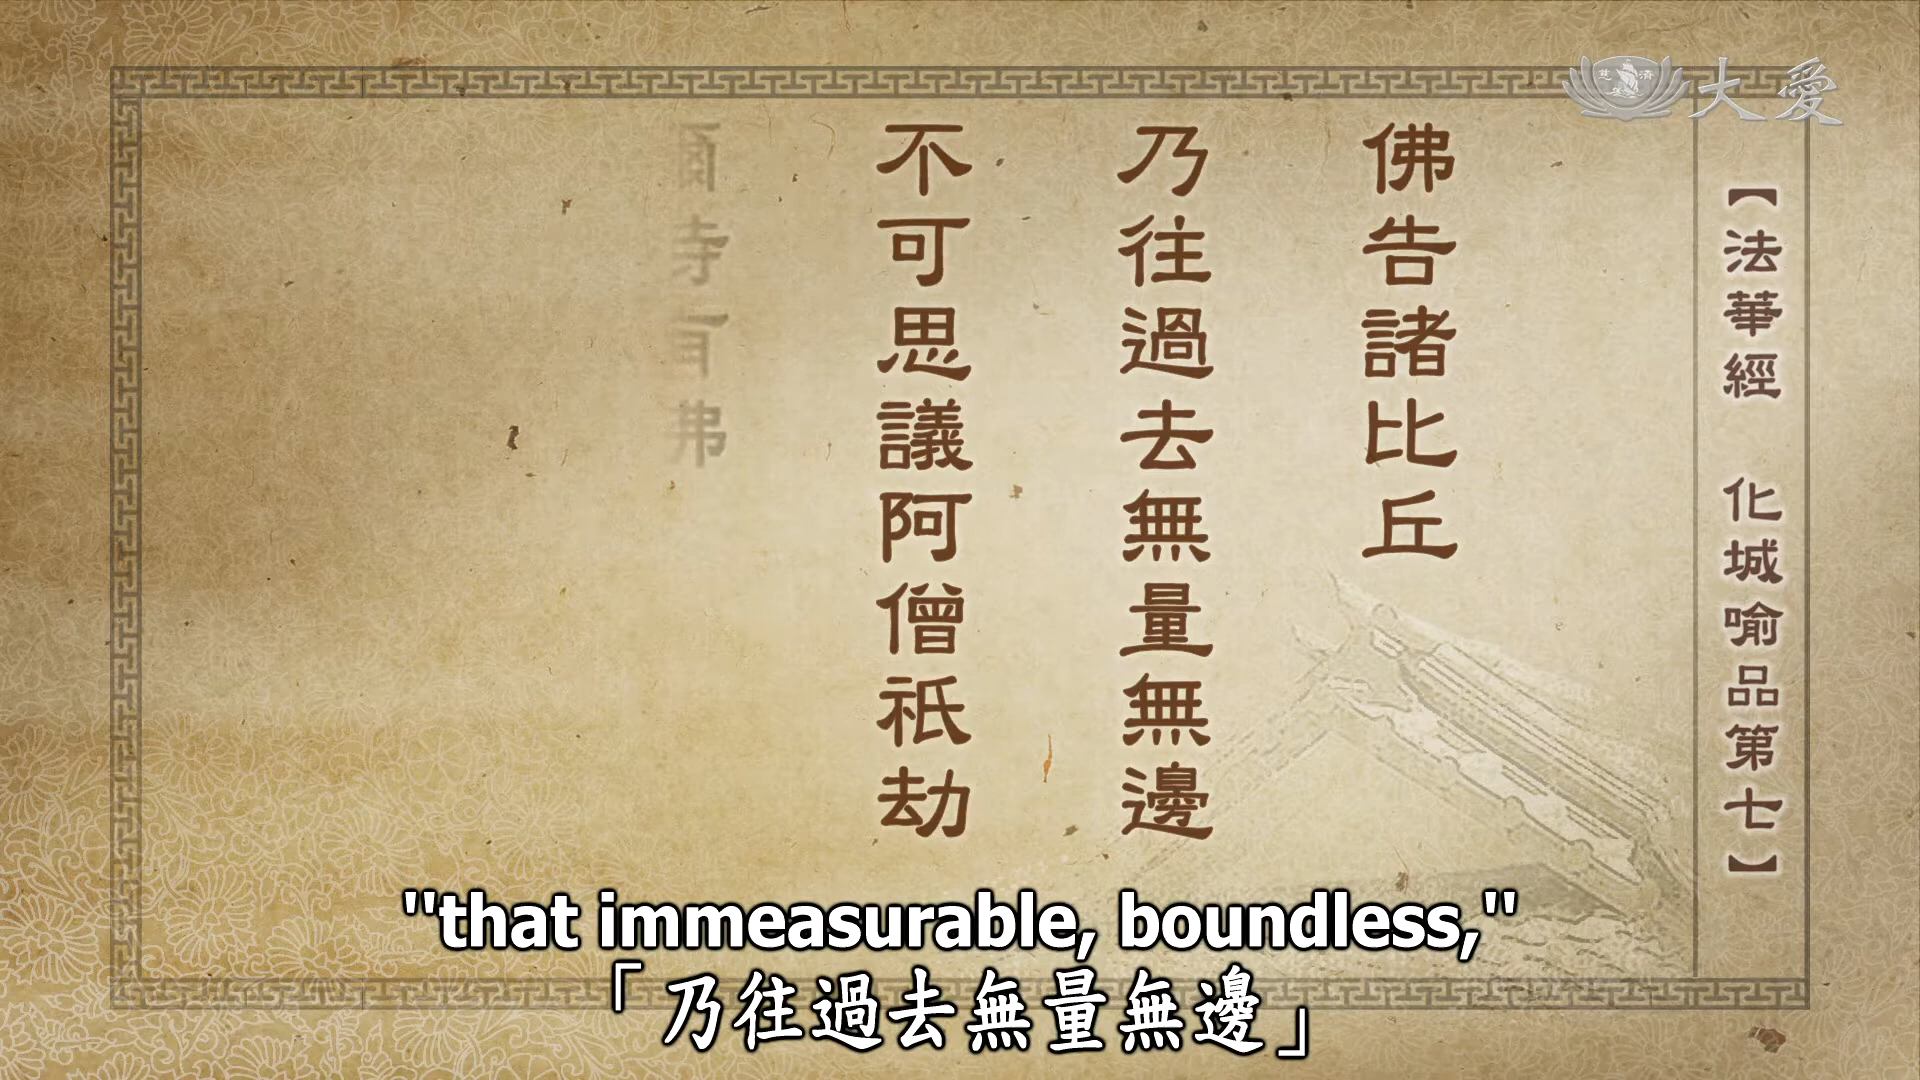 大愛
【法華經 化城喻品第七】
佛告諸比丘
乃往過去無量無邊
不可思議阿僧祇劫
"that immeasurable, boundless,"
「乃往過去無量無邊」